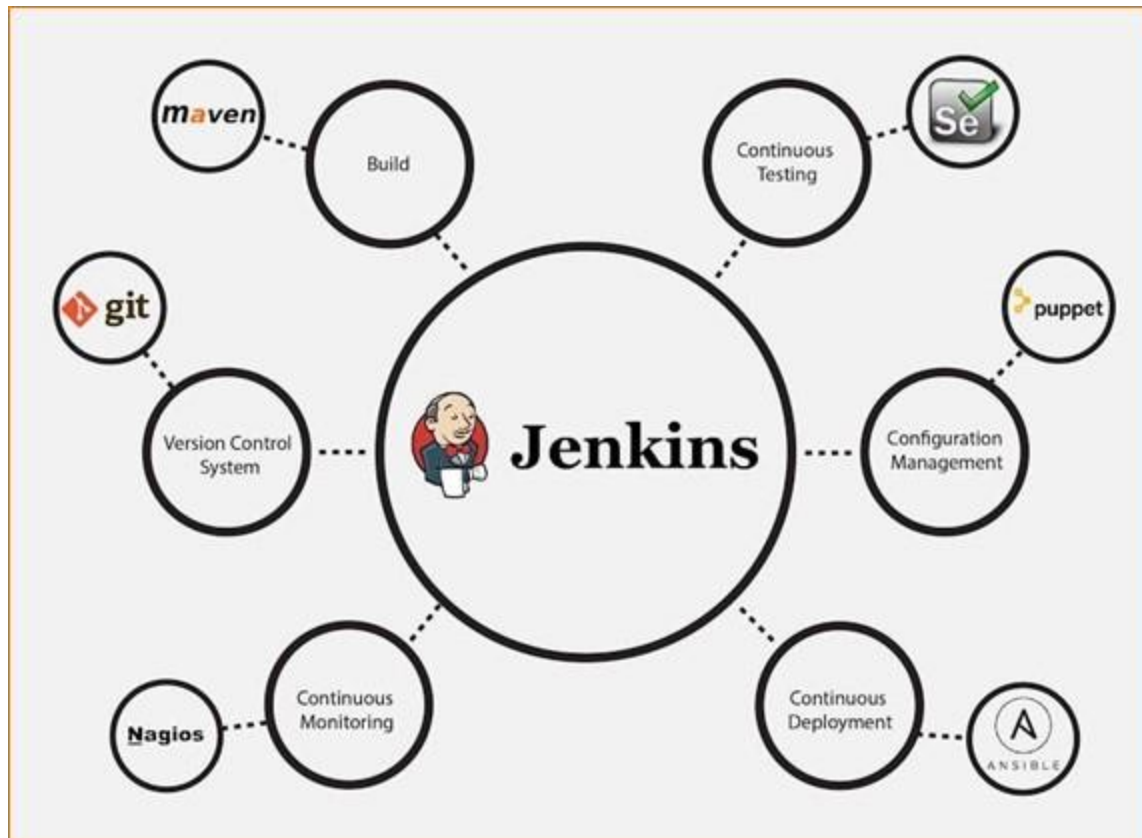 maven
Build
Continuous
Testing
Se
git
puppet
Version Control
System
Jenkins
Configuration
Management
Continuous
Monitoring
Nagios
Continuous
Deployment
A
ANSIBLE